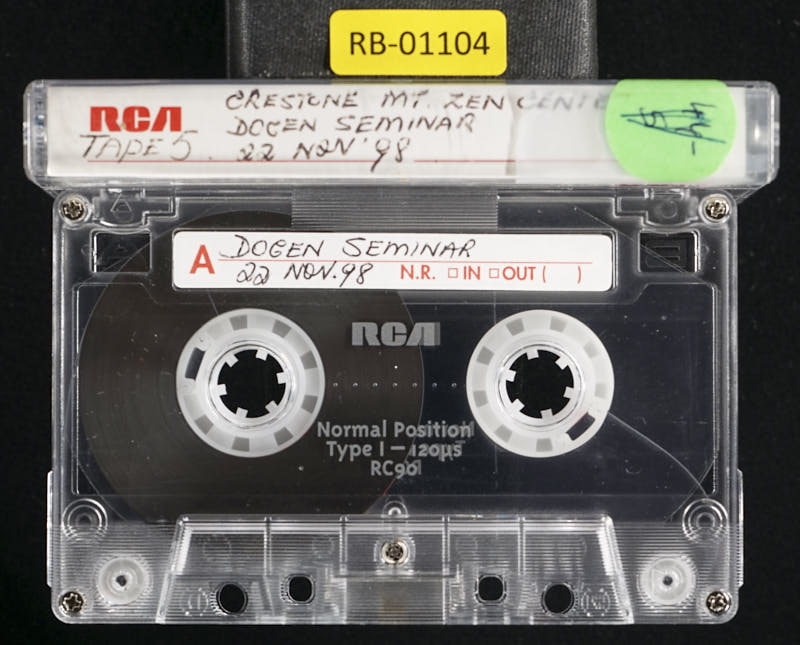 RB-01104
RCA CRESTONE MT. ZEN CENTE
TAPE 5. DOGEN SEMINAR
22 NOV '98
A DOGEN SEMINAR
22 NOV. 98 N.R. IN OUT ( )
RCA
Normal Position
Type I – 120µs
RC90